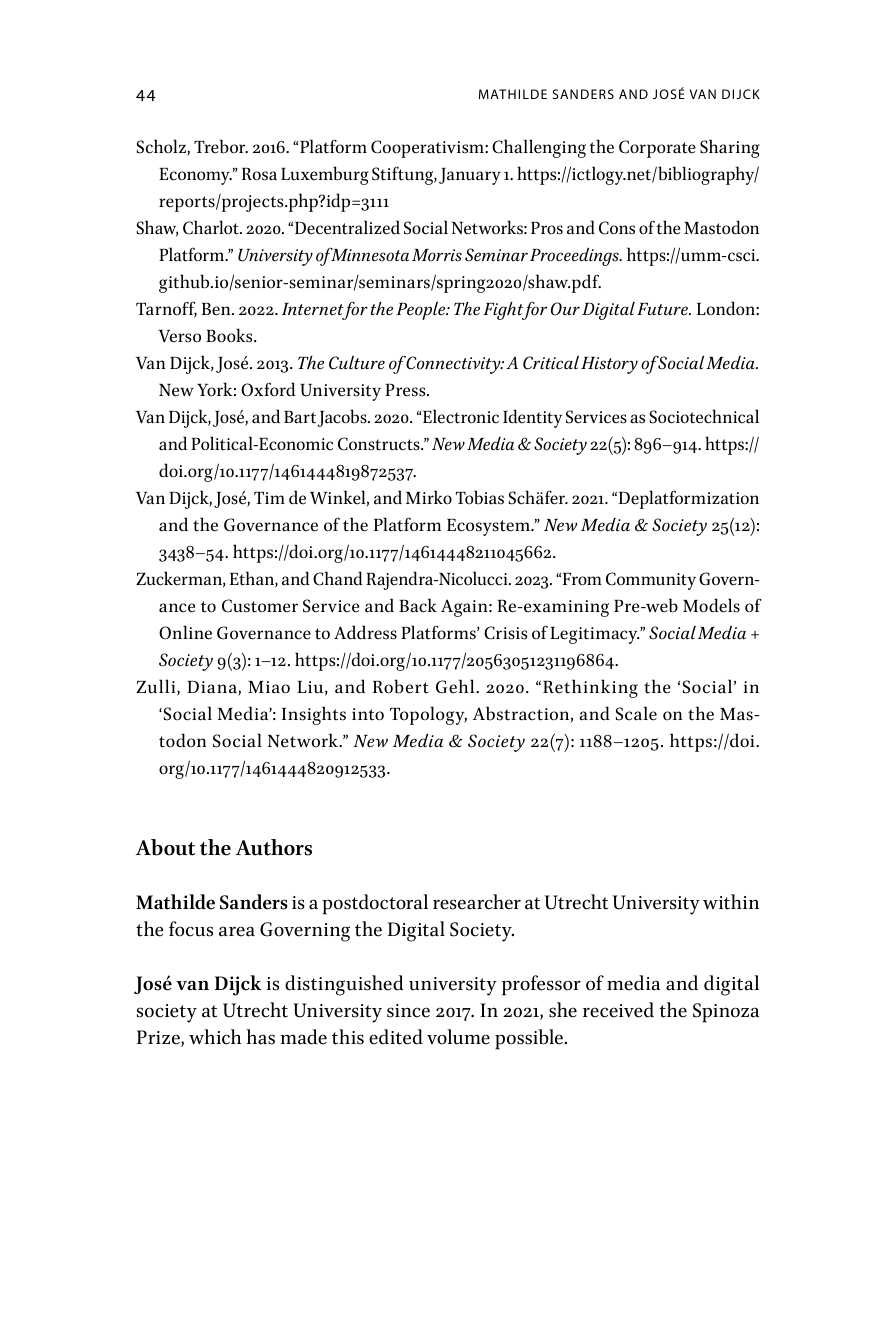 44
MATHILDE SANDERS AND JOSÉ VAN DIJCK
Scholz, Trebor. 2016. “Platform Cooperativism: Challenging the Corporate Sharing
Economy.” Rosa Luxemburg Stiftung, January 1. https://ictlogy.net/bibliography/
reports/projects.php?idp=3111
Shaw, Charlot. 2020. “Decentralized Social Networks: Pros and Cons of the Mastodon
Platform.” University of Minnesota Morris Seminar Proceedings. https://umm-csci.
github.io/senior-seminar/seminars/spring2020/shaw.pdf.
Tarnoff, Ben. 2022. Internet for the People: The Fight for Our Digital Future. London:
Verso Books.
Van Dijck, José. 2013. The Culture of Connectivity: A Critical History of Social Media.
New York: Oxford University Press.
Van Dijck, José, and Bart Jacobs. 2020. “Electronic Identity Services as Sociotechnical
and Political-Economic Constructs.” New Media & Society 22(5): 896–914. https://
doi.org/10.1177/1461444819872537.
Van Dijck, José, Tim de Winkel, and Mirko Tobias Schäfer. 2021. “Deplatformization
and the Governance of the Platform Ecosystem.” New Media & Society 25(12):
3438–54. https://doi.org/10.1177/14614448211045662.
Zuckerman, Ethan, and Chand Rajendra-Nicolucci. 2023. “From Community Govern-
ance to Customer Service and Back Again: Re-examining Pre-web Models of
Online Governance to Address Platforms’ Crisis of Legitimacy.” Social Media +
Society 9(3): 1–12. https://doi.org/10.1177/20563051231196864.
Zulli, Diana, Miao Liu, and Robert Gehl. 2020. “Rethinking the ‘Social’ in
‘Social Media’: Insights into Topology, Abstraction, and Scale on the Mas-
todon Social Network.” New Media & Society 22(7): 1188–1205. https://doi.
org/10.1177/1461444820912533.
About the Authors
Mathilde Sanders is a postdoctoral researcher at Utrecht University within
the focus area Governing the Digital Society.
José van Dijck is distinguished university professor of media and digital
society at Utrecht University since 2017. In 2021, she received the Spinoza
Prize, which has made this edited volume possible.